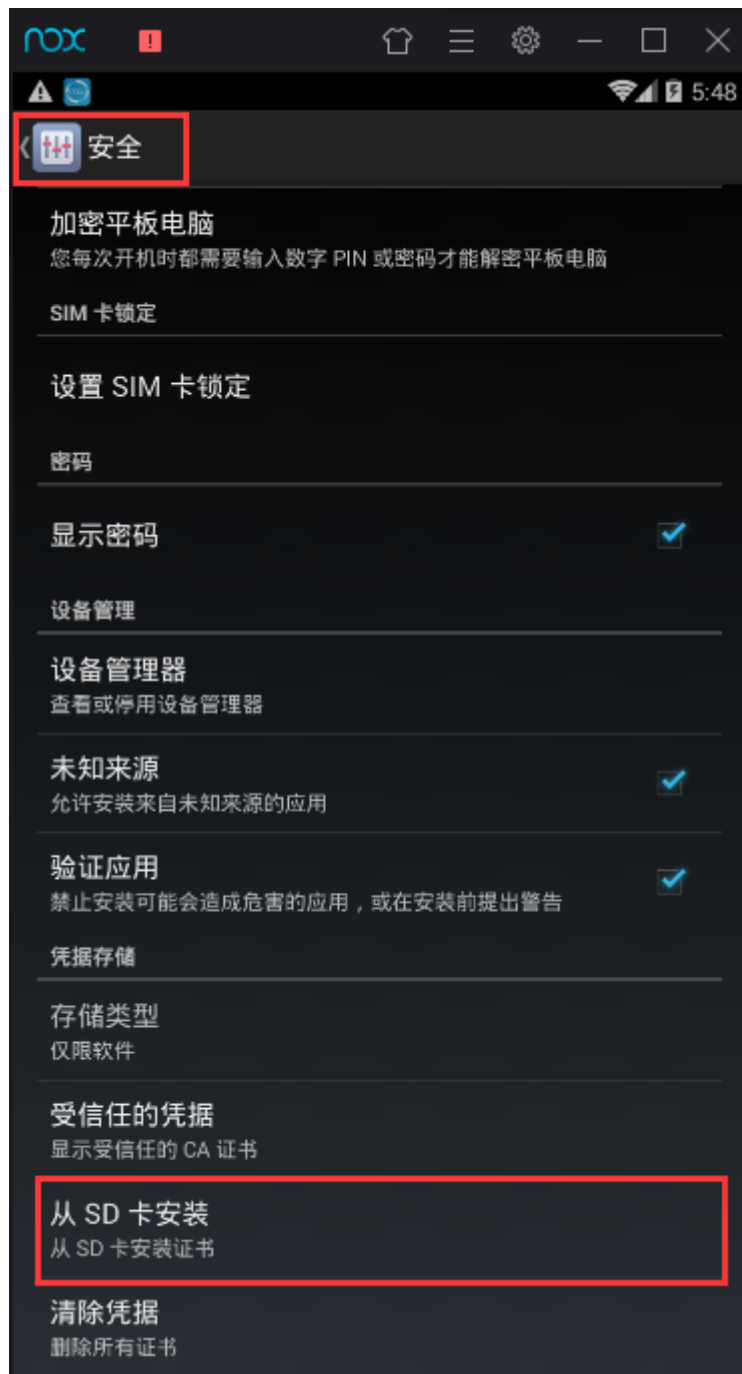 nox
5:48
安全
加密平板电脑
您每次开机时都需要输入数字 PIN 或密码才能解密平板电脑
SIM 卡锁定
设置 SIM 卡锁定
密码
显示密码
设备管理
设备管理器
查看或停用设备管理器
未知来源
允许安装来自未知来源的应用
验证应用
禁止安装可能会造成危害的应用，或在安装前提出警告
凭据存储
存储类型
仅限软件
受信任的凭据
显示受信任的 CA 证书
从 SD 卡安装
从 SD 卡安装证书
清除凭据
删除所有证书